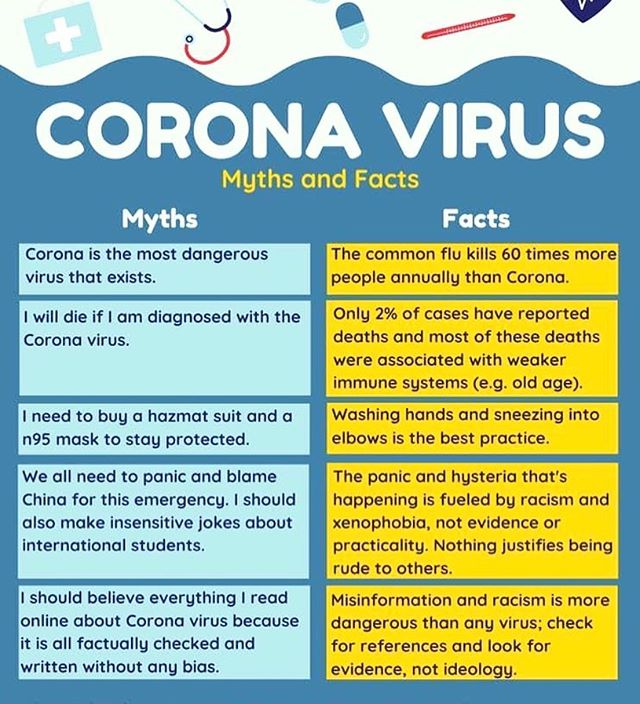 CORONA VIRUS
Myths and Facts
Myths
Corona is the most dangerous
virus that exists.
I will die if I am diagnosed with the
Corona virus.
I need to buy a hazmat suit and a
n95 mask to stay protected.
We all need to panic and blame
China for this emergency. I should
also make insensitive jokes about
international students.
I should believe everything I read
online about Corona virus because
it is all factually checked and
written without any bias.
Facts
The common flu kills 60 times more
people annually than Corona.
Only 2% of cases have reported
deaths and most of these deaths
were associated with weaker
immune systems (e.g. old age).
Washing hands and sneezing into
elbows is the best practice.
The panic and hysteria that's
happening is fueled by racism and
xenophobia, not evidence or
practicality. Nothing justifies being
rude to others.
Misinformation and racism is more
dangerous than any virus; check
for references and look for
evidence, not ideology.